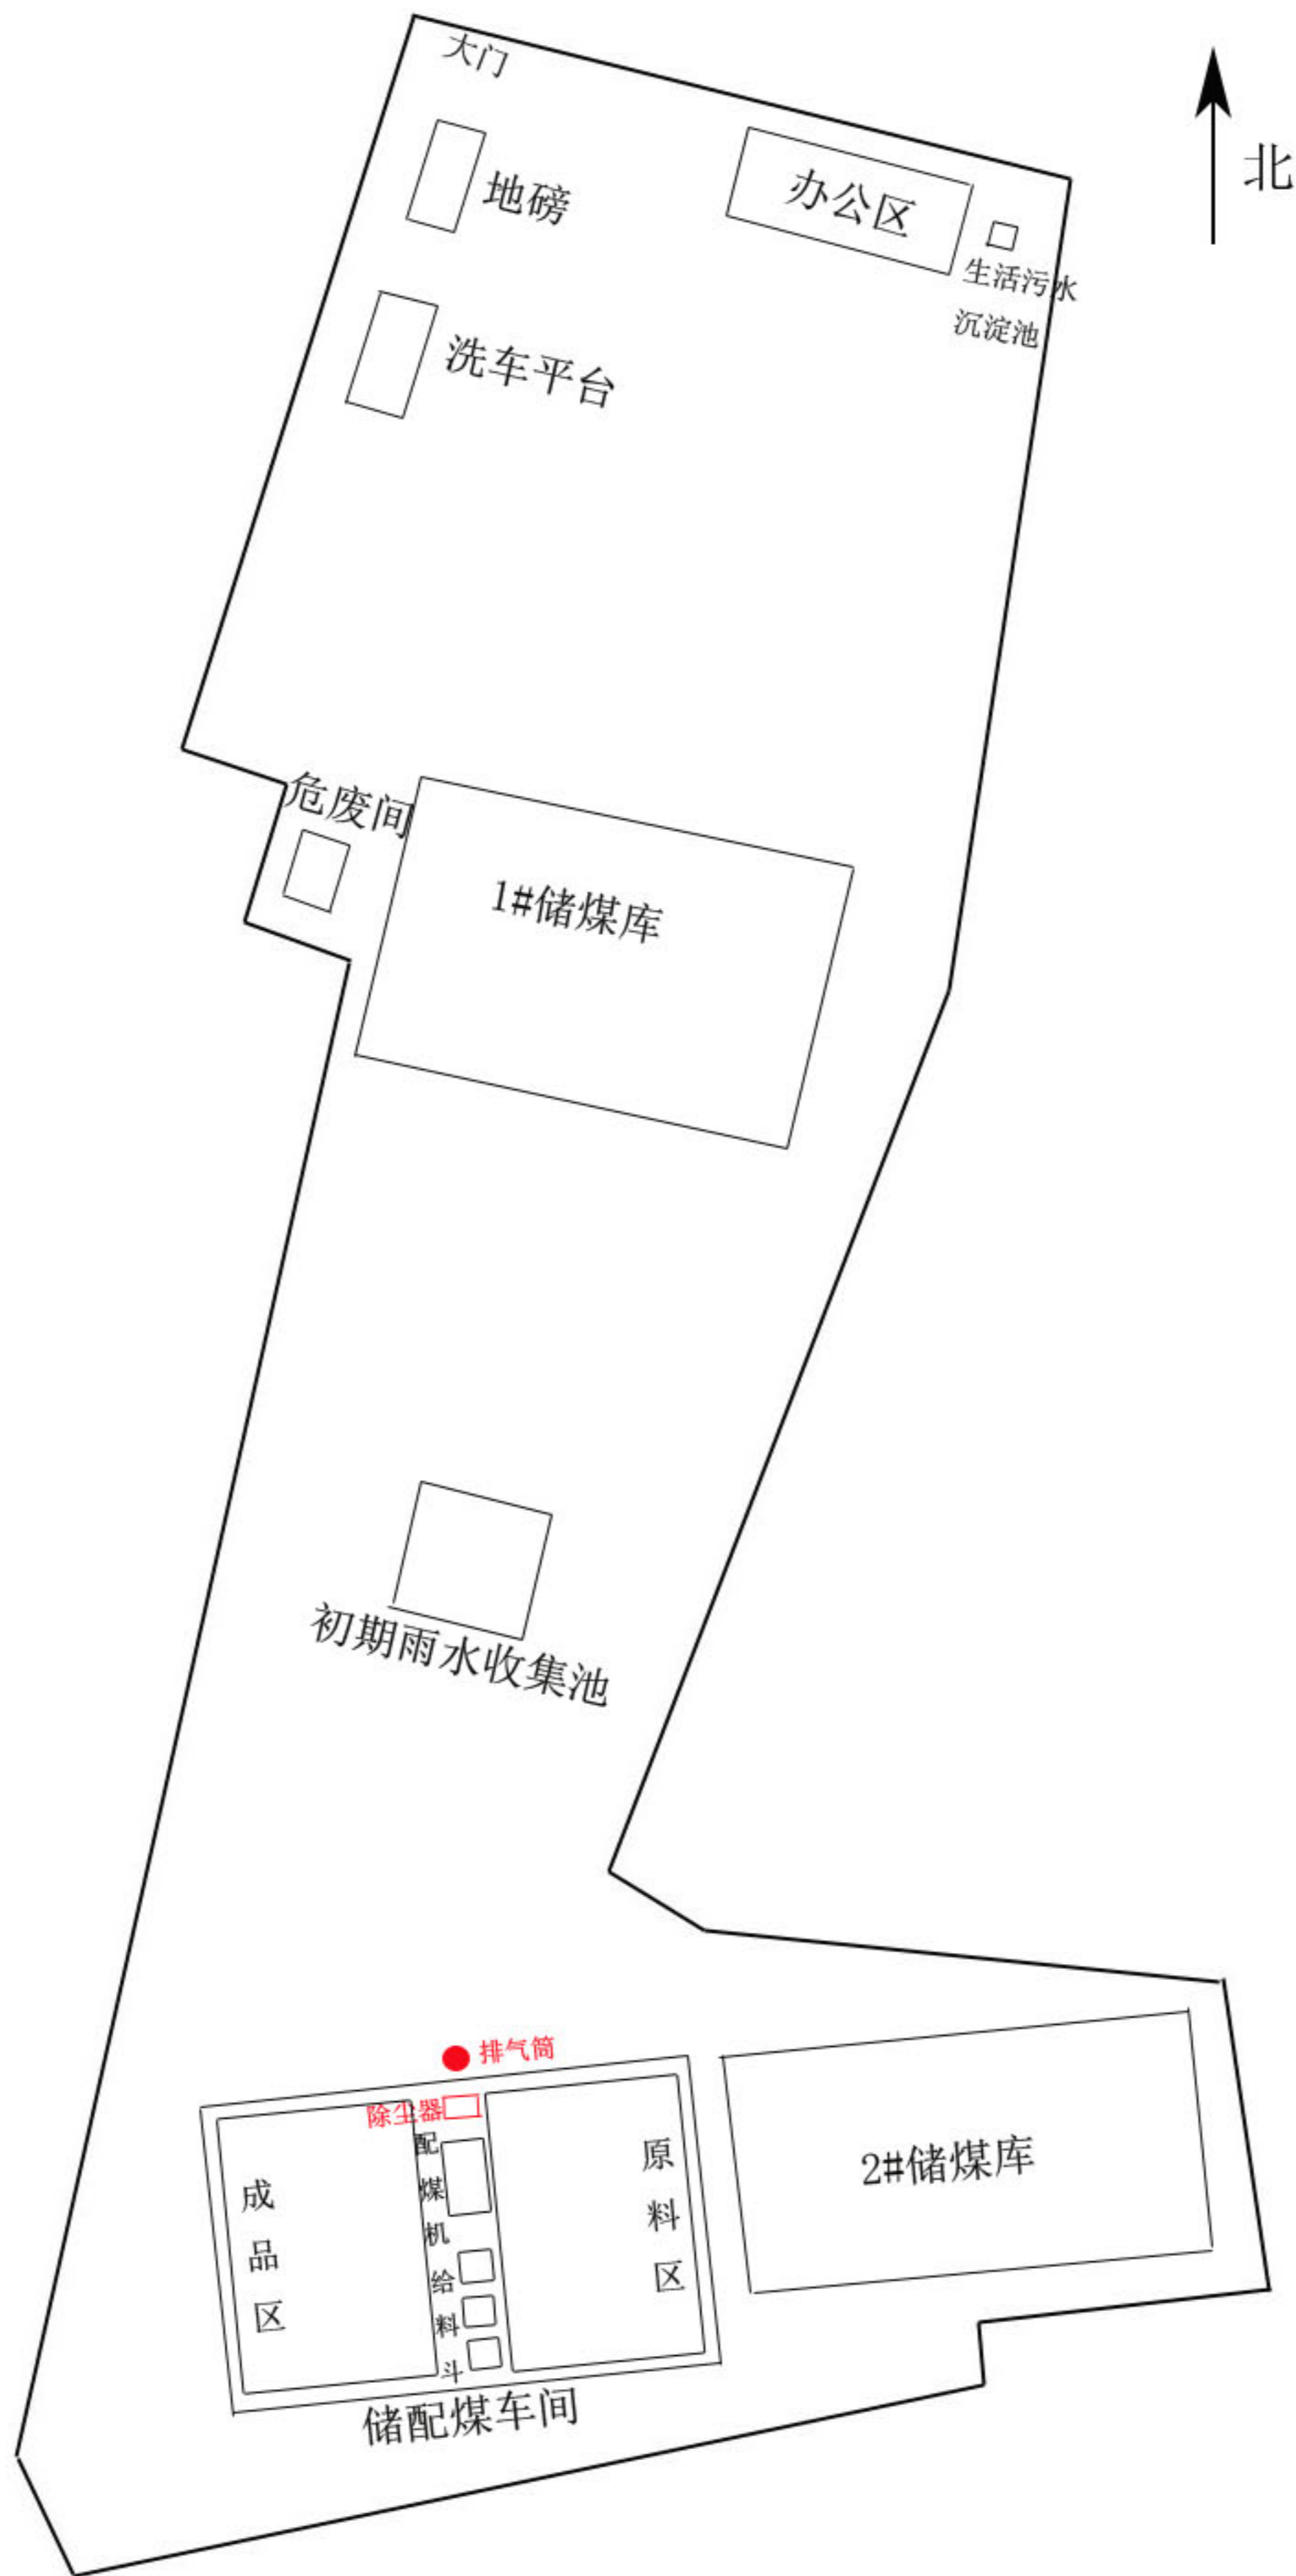 大门
北
地磅
办公区
生活污水
沉淀池
洗车平台
危废间
1#储煤库
初期雨水收集池
排气筒
除尘器
配煤机
给料斗
成品区
原料区
2#储煤库
储配煤车间